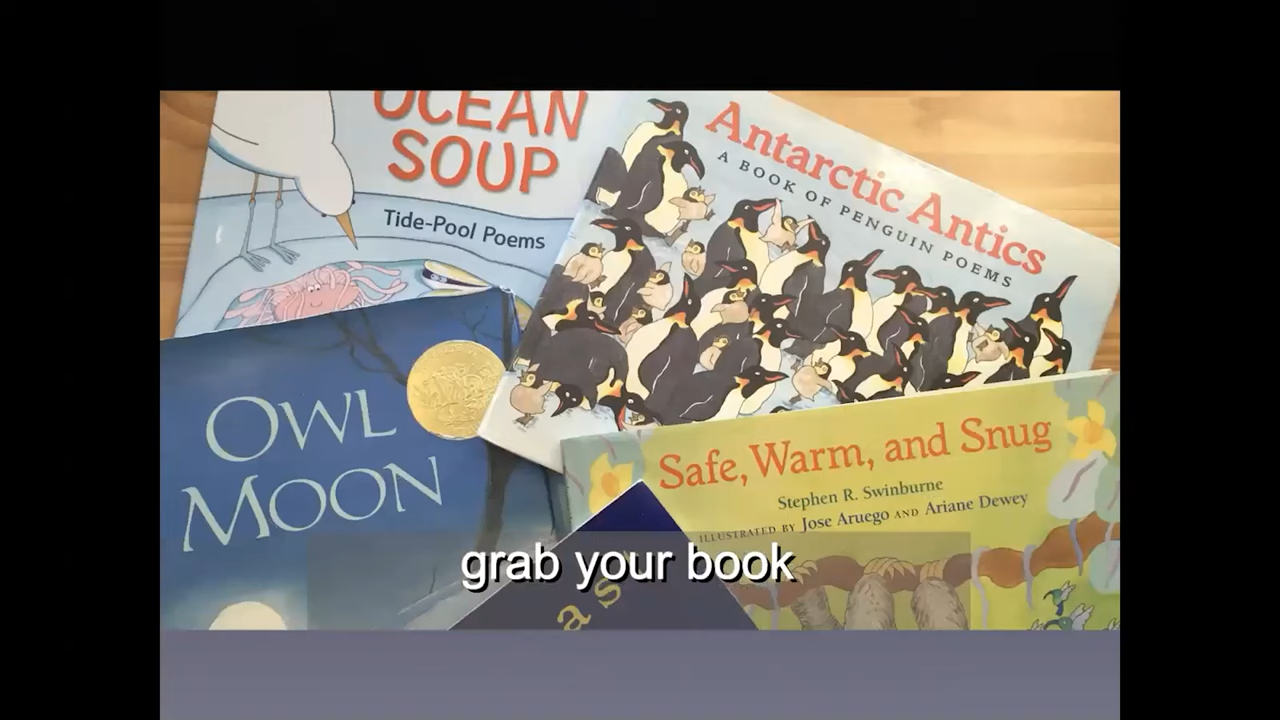 OCEAN
SOUP
Tide-Pool Poems
Antarctic Antics
A BOOK OF PENGUIN POEMS
OWL
MOON
Safe, Warm, and Snug
Stephen R. Swinburne
ILLUSTRATED BY Jose Aruego AND Ariane Dewey
grab your book